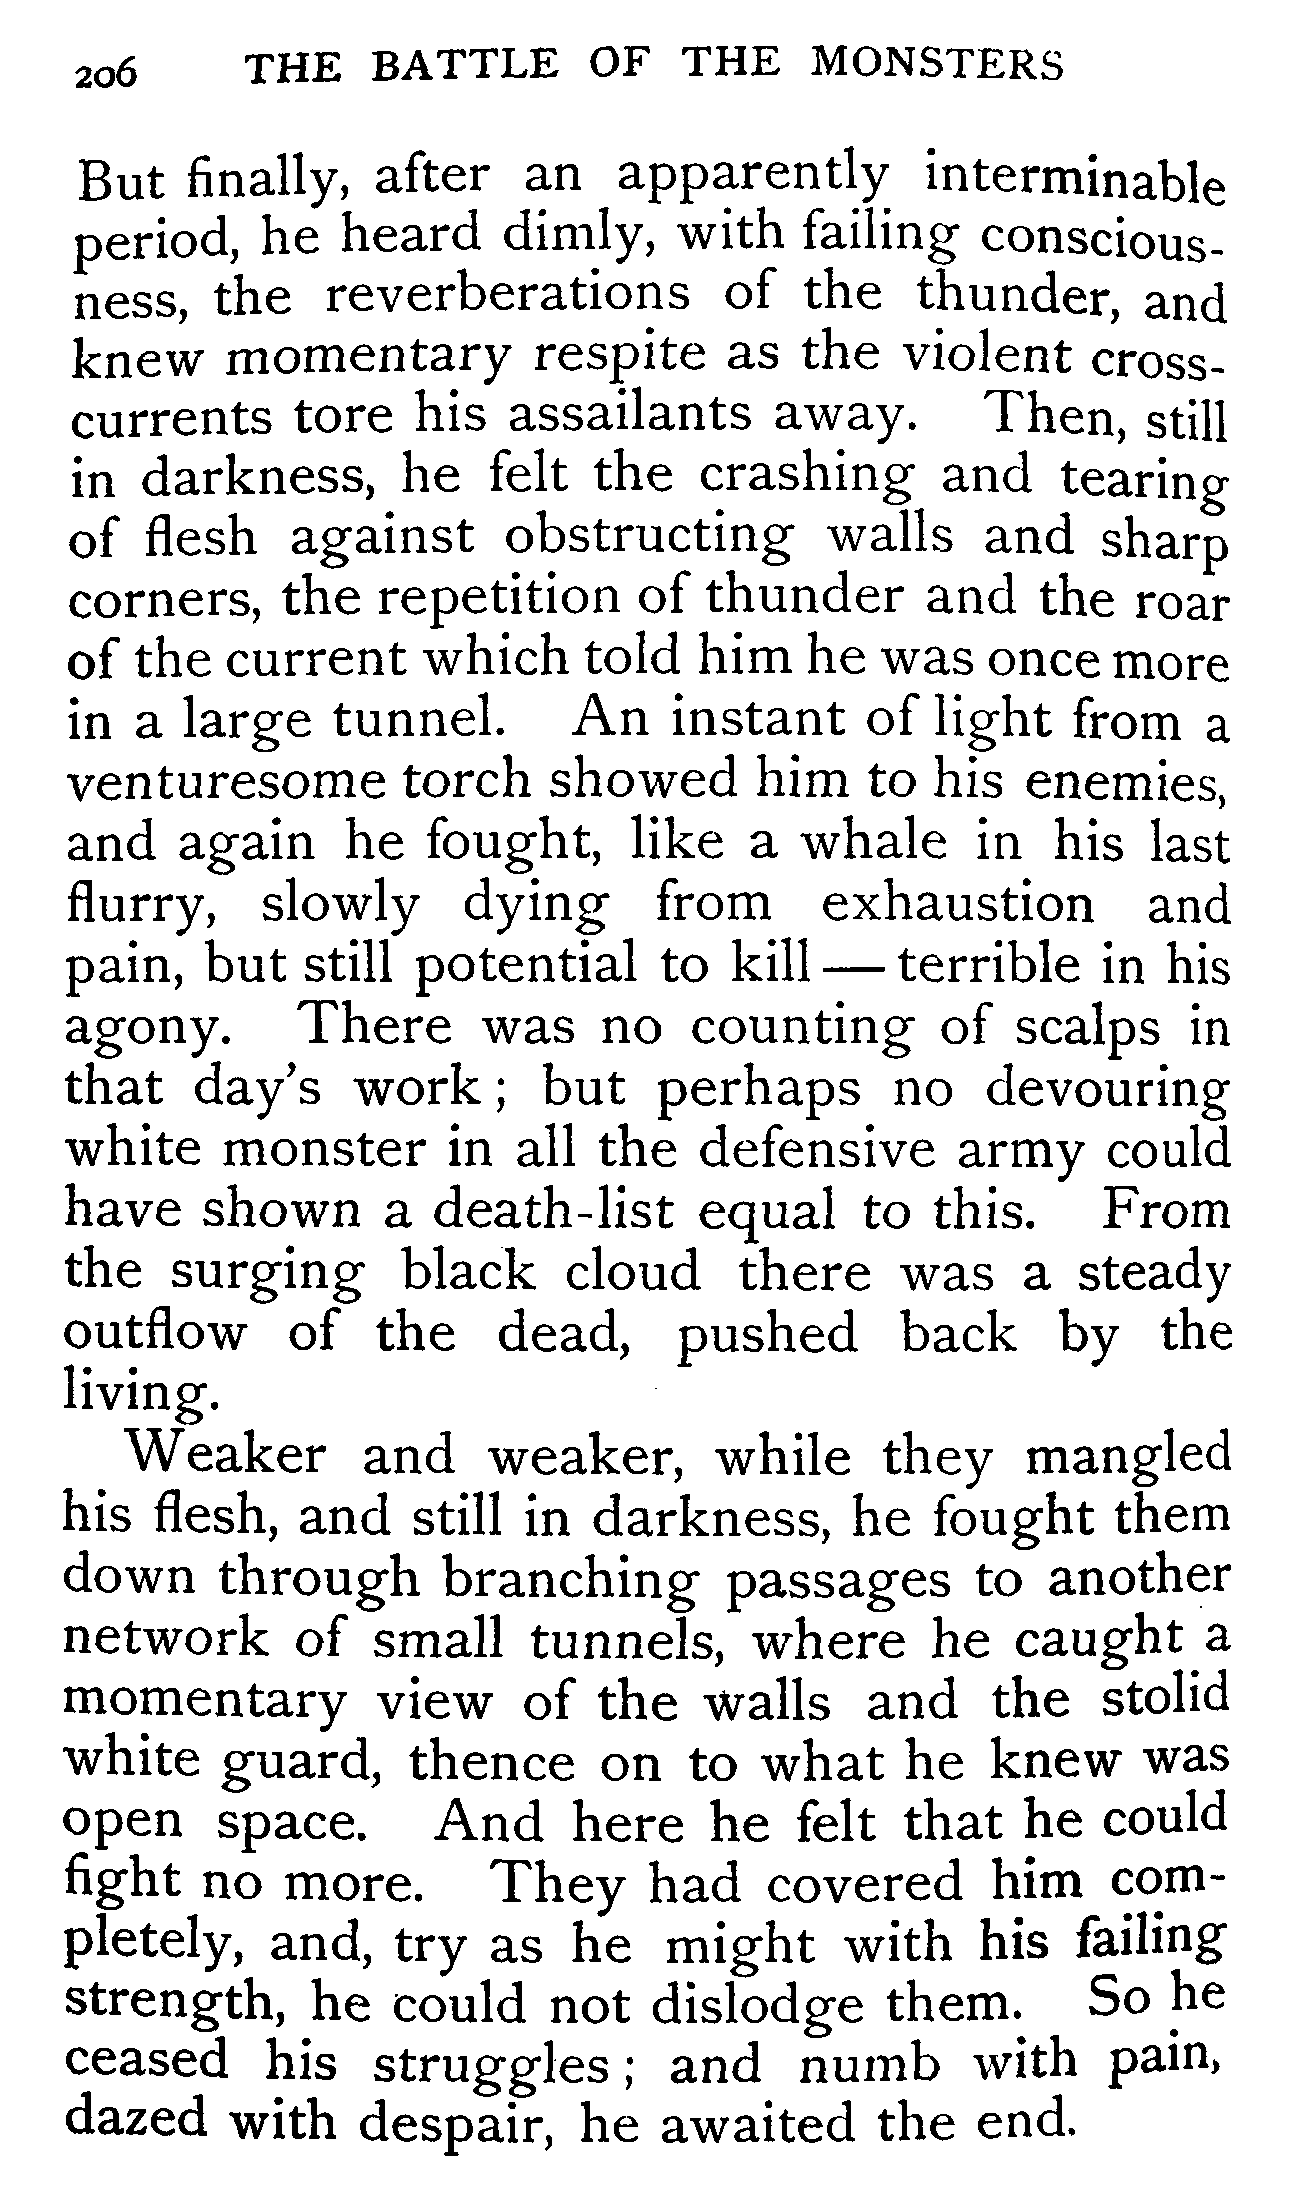 206 THE BATTLE OF THE MONSTERS
But finally, after an apparently interminable
period, he heard dimly, with failing conscious-
ness, the reverberations of the thunder, and
knew momentary respite as the violent cross-
currents tore his assailants away. Then, still
in darkness, he felt the crashing and tearing
of flesh against obstructing walls and sharp
corners, the repetition of thunder and the roar
of the current which told him he was once more
in a large tunnel. An instant of light from a
venturesome torch showed him to his enemies,
and again he fought, like a whale in his last
flurry, slowly dying from exhaustion and
pain, but still potential to kill — terrible in his
agony. There was no counting of scalps in
that day's work; but perhaps no devouring
white monster in all the defensive army could
have shown a death-list equal to this. From
the surging black cloud there was a steady
outflow of the dead, pushed back by the
living.
Weaker and weaker, while they mangled
his flesh, and still in darkness, he fought them
down through branching passages to another
network of small tunnels, where he caught a
momentary view of the walls and the stolid
white guard, thence on to what he knew was
open space. And here he felt that he could
fight no more. They had covered him com-
pletely, and, try as he might with his failing
strength, he could not dislodge them. So he
ceased his struggles; and numb with pain,
dazed with despair, he awaited the end.